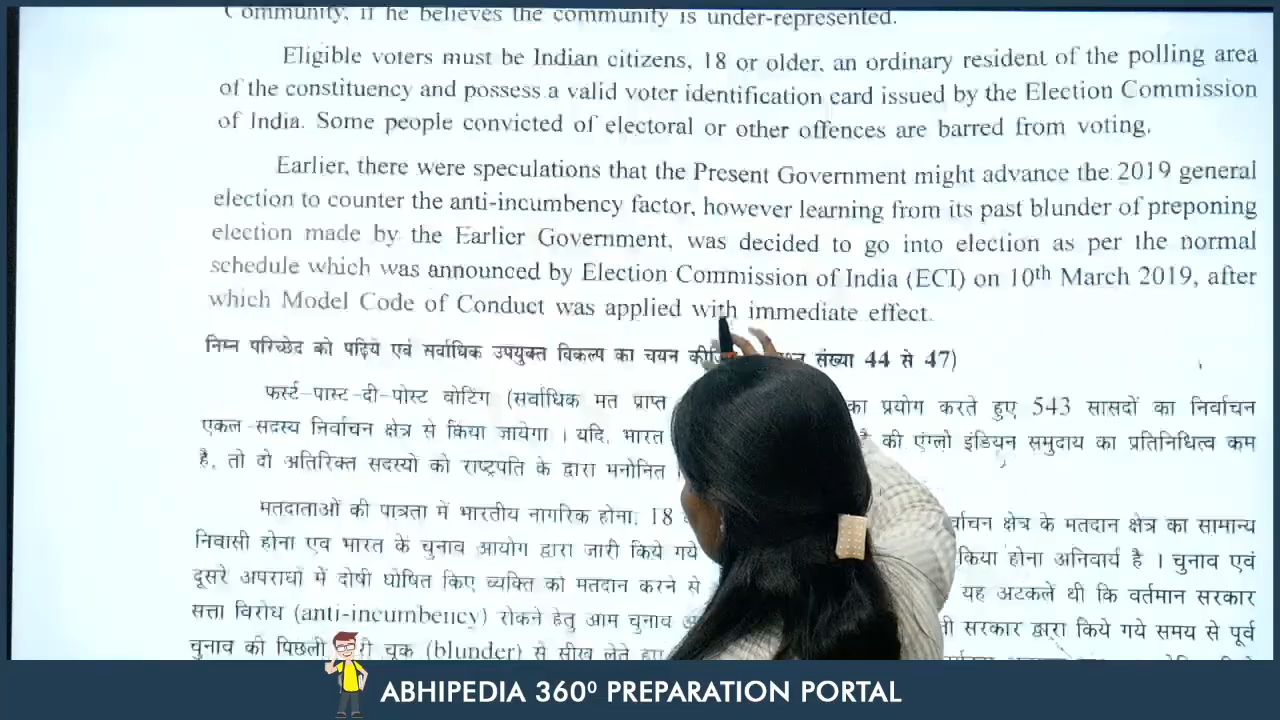 Community, if he believes the community is under-represented.
Eligible voters must be Indian citizens, 18 or older, an ordinary resident of the polling area
of the constituency and possess a valid voter identification card issued by the Election Commission
of India. Some people convicted of electoral or other offences are barred from voting.
Earlier, there were speculations that the Present Government might advance the 2019 general
election to counter the anti-incumbency factor, however learning from its past blunder of preponing
election made by the Earlier Government, was decided to go into election as per the normal
schedule which was announced by Election Commission of India (ECI) on 10th March 2019, after
which Model Code of Conduct was applied with immediate effect.
निम्न परिच्छेद को पढ़िये एवं सर्वाधिक उपयुक्त विकल्प का चयन संख्या 44 से 47)
फर्स्ट-पास्ट-दी-पोस्ट वोटिंग (सर्वाधिक मत प्राप्त का प्रयोग करते हुए 543 सासदों का निर्वाचन
एकल-सदस्य निर्वाचन क्षेत्र से किया जायेगा । यदि, भारत की एंग्लो इंडियन समुदाय का प्रतिनिधित्व कम
है, तो दो अतिरिक्त सदस्यो को राष्ट्रपति के द्वारा मनोनित
मतदाताओं की पात्रता में भारतीय नागरिक होना, 18 क्षेत्र के मतदान क्षेत्र का सामान्य
निवासी होना एव भारत के चुनाव आयोग द्वारा जारी किये गये किया होना अनिवार्य है । चुनाव एवं
दूसरे अपराधों में दोषी घोषित किए व्यक्ति को मतदान करने से यह अटकलें थी कि वर्तमान सरकार
सत्ता विरोध (anti-incumbency) रोकने हेतु आम चुनाव सरकार द्वारा किये गये समय से पूर्व
चुनाव की पिछली चूक (blunder) से सीख लेते हुए
ABHIPEDIA 360⁰ PREPARATION PORTAL